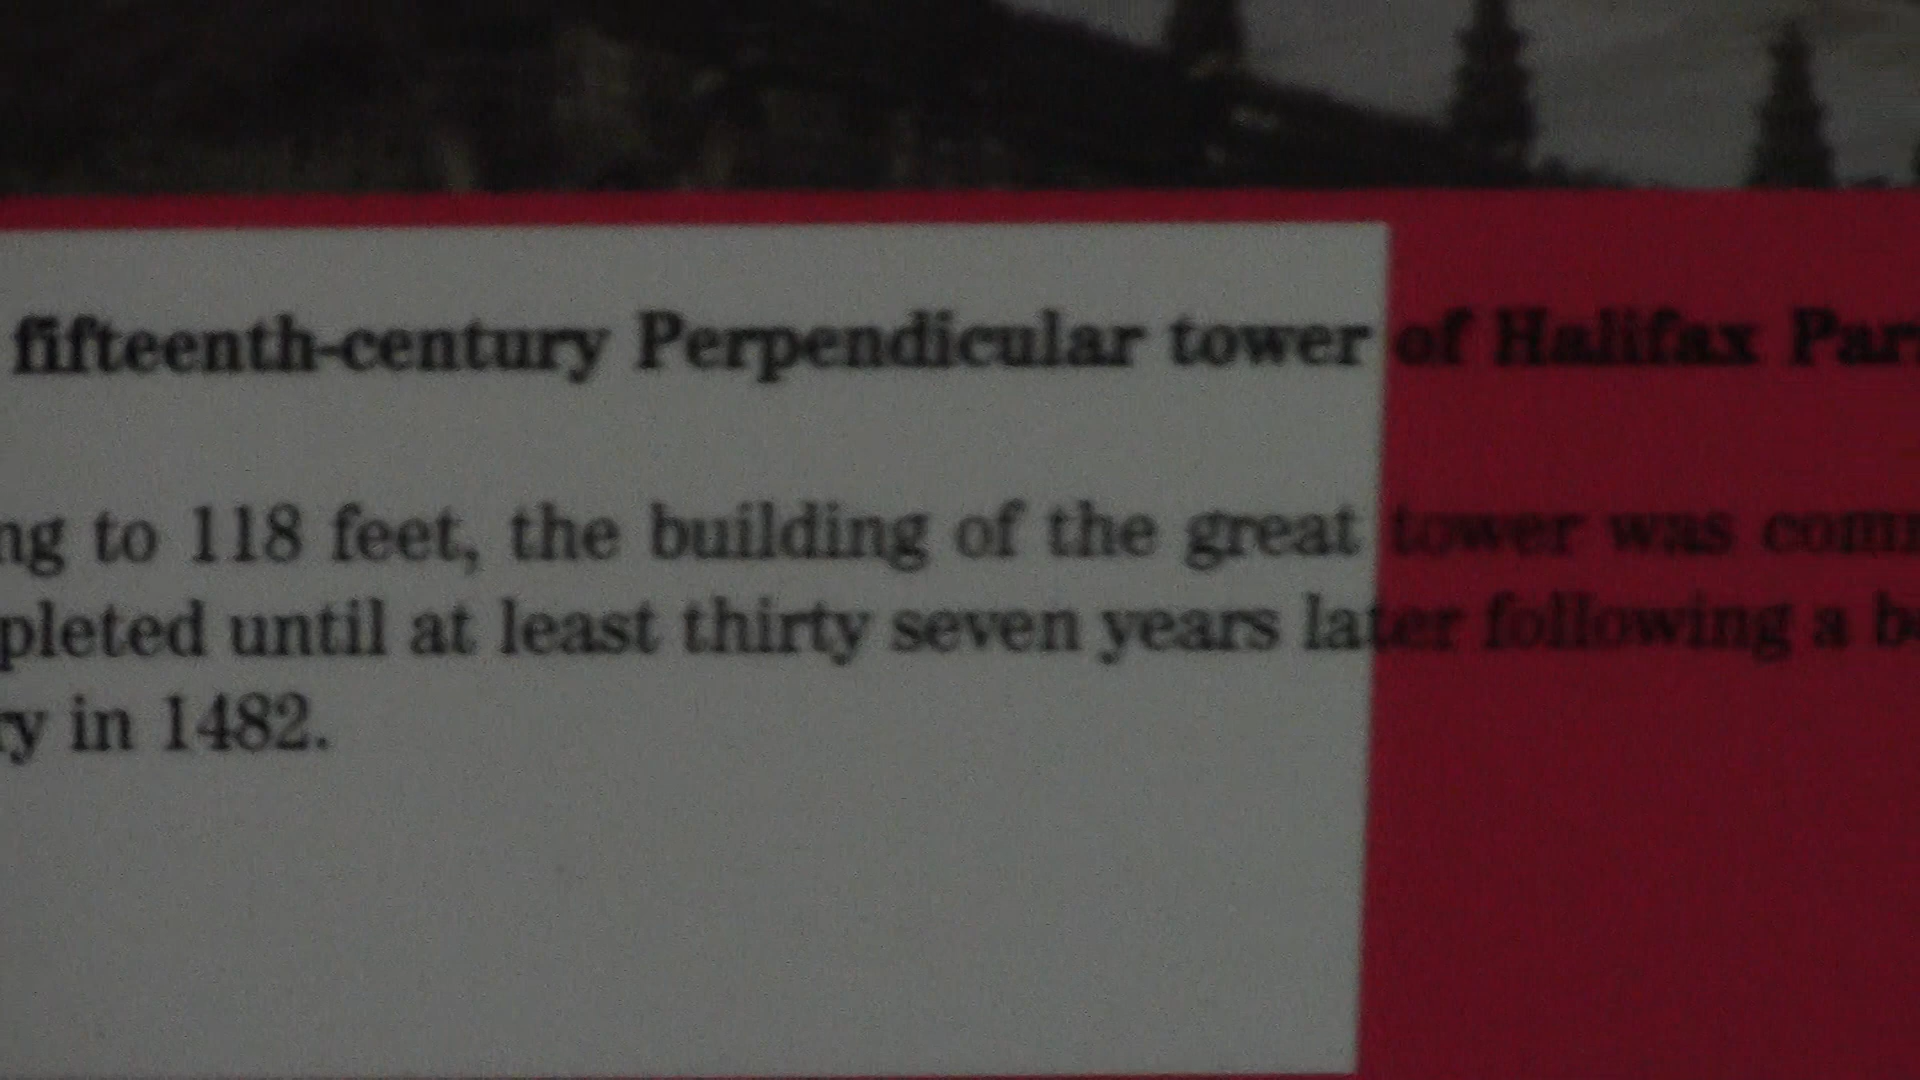 fifteenth-century Perpendicular tower of Halifax Par
ng to 118 feet, the building of the great tower was com
pleted until at least thirty seven years later following a b
ry in 1482.